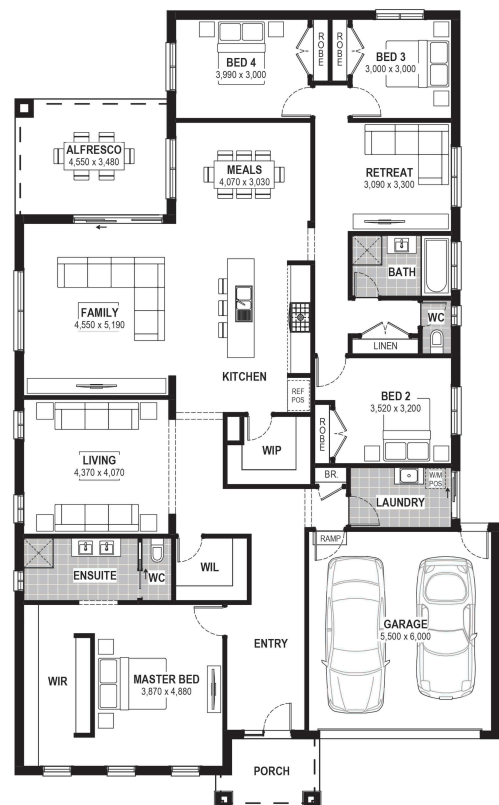 BED 4
3,990 x 3,000
ROBE
ROBE
BED 3
3,000 x 3,000
ALFRESCO
4,550 x 3,480
MEALS
4,070 x 3,030
RETREAT
3,090 x 3,300
BATH
FAMILY
4,550 x 5,190
WC
LINEN
KITCHEN
REF
POS
BED 2
3,520 x 3,200
ROBE
LIVING
4,370 x 4,070
WIP
BR.
W/M
POS
LAUNDRY
RAMP
ENSUITE
WC
WIL
GARAGE
5,500 x 6,000
ENTRY
WIR
MASTER BED
3,870 x 4,880
PORCH